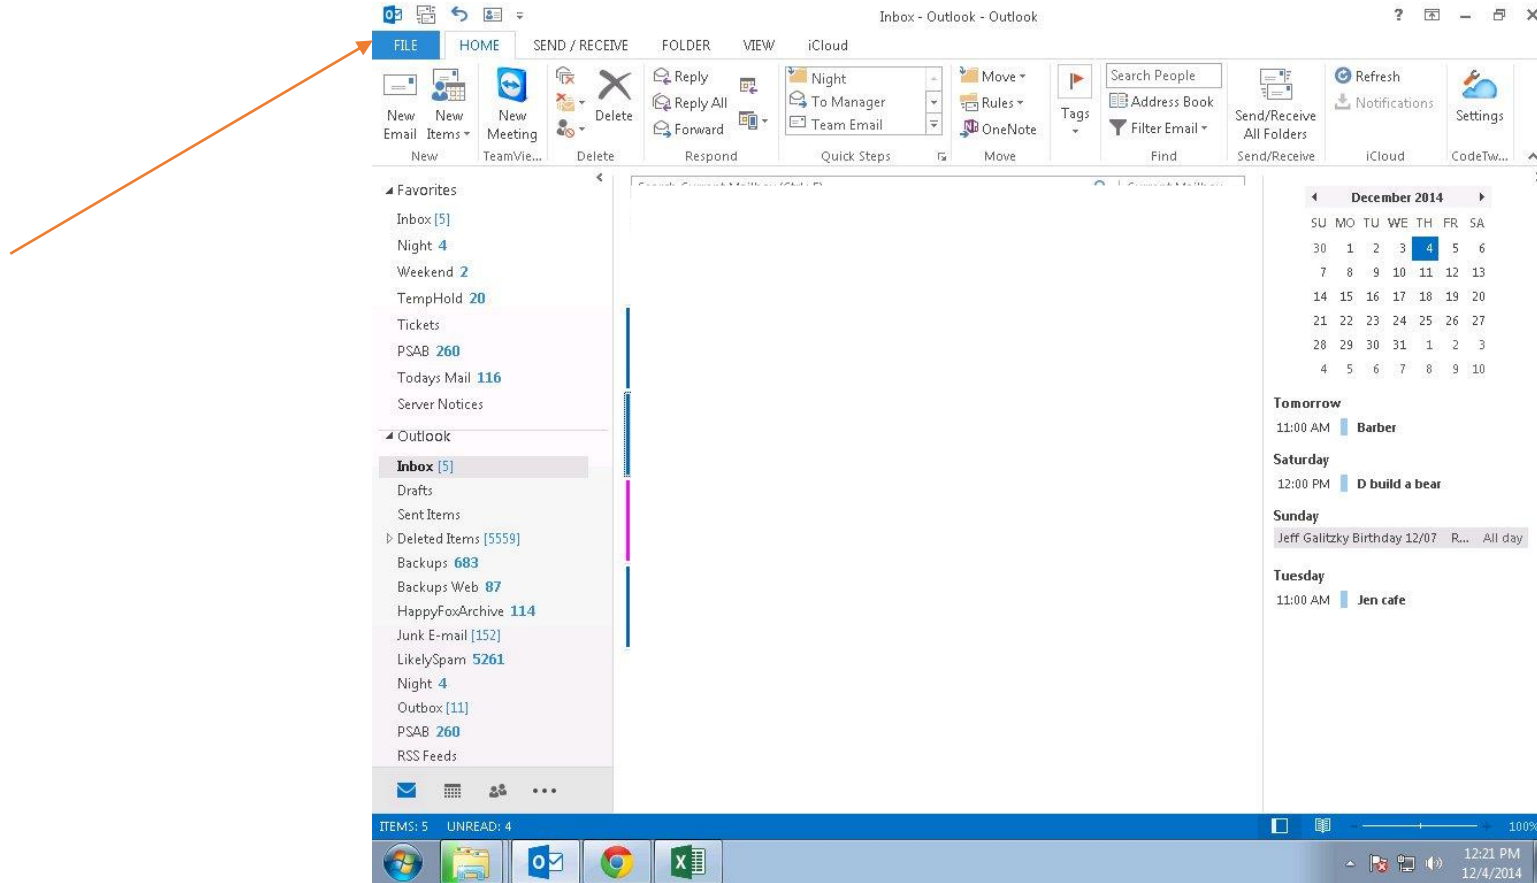 Inbox - Outlook - Outlook
FILE HOME SEND / RECEIVE FOLDER VIEW iCloud
New Email
New Items
New Meeting
Delete
Reply
Reply All
Forward
Night
To Manager
Team Email
Move
Rules
OneNote
Tags
Search People
Address Book
Filter Email
Send/Receive All Folders
Refresh
Notifications
Settings
New TeamVie... Delete Respond Quick Steps Move Find Send/Receive iCloud CodeTw...
Favorites
Inbox [5]
Night 4
Weekend 2
TempHold 20
Tickets
PSAB 260
Todays Mail 116
Server Notices
Outlook
Inbox [5]
Drafts
Sent Items
Deleted Items [5559]
Backups 683
Backups Web 87
HappyFoxArchive 114
Junk E-mail [152]
LikelySpam 5261
Night 4
Outbox [11]
PSAB 260
RSS Feeds
December 2014
SU MO TU WE TH FR SA
30 1 2 3 4 5 6
7 8 9 10 11 12 13
14 15 16 17 18 19 20
21 22 23 24 25 26 27
28 29 30 31 1 2 3
4 5 6 7 8 9 10
Tomorrow
11:00 AM Barber
Saturday
12:00 PM D build a bear
Sunday
Jeff Galitzky Birthday 12/07 R... All day
Tuesday
11:00 AM Jen cafe
ITEMS: 5 UNREAD: 4
100%
12:21 PM
12/4/2014